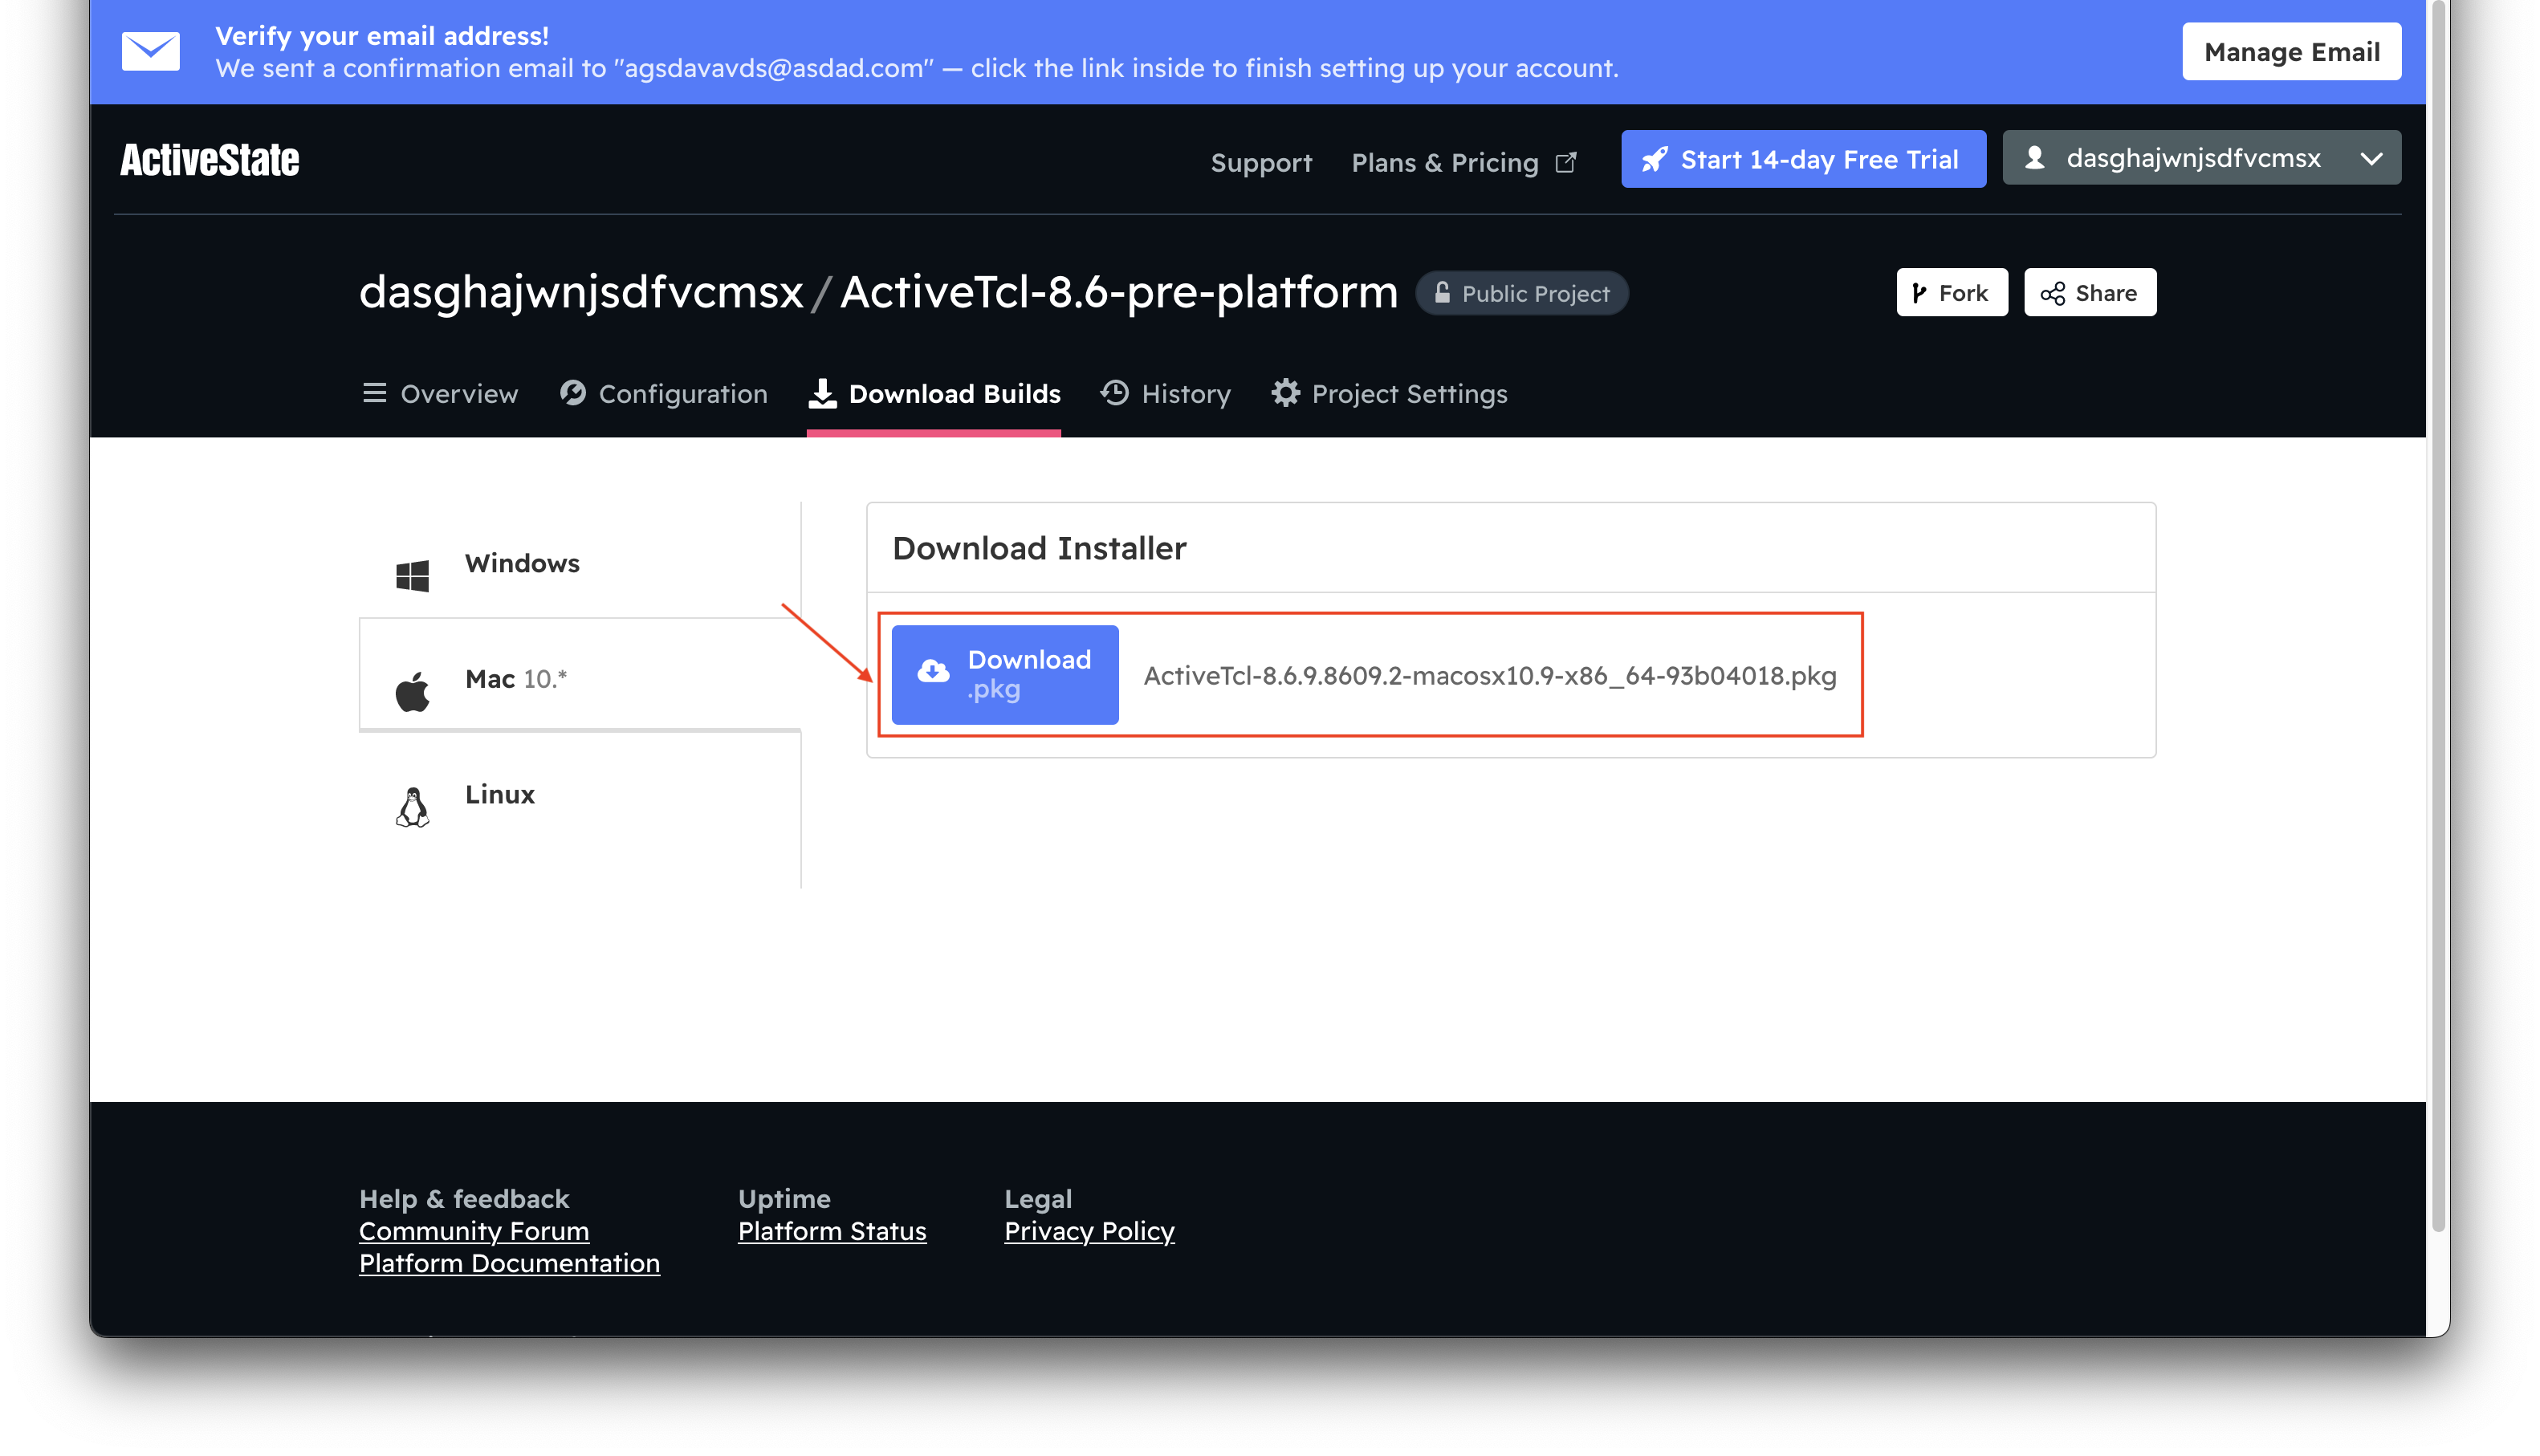 Verify your email address!
We sent a confirmation email to "agsdavavds@asdad.com" — click the link inside to finish setting up your account.
Manage Email
ActiveState
Support
Plans & Pricing
Start 14-day Free Trial
dasghajwnjsdfvcmsx
dasghajwnjsdfvcmsx / ActiveTcl-8.6-pre-platform
Public Project
Fork
Share
Overview
Configuration
Download Builds
History
Project Settings
Windows
Mac 10.*
Linux
Download Installer
Download
.pkg
ActiveTcl-8.6.9.8609.2-macosx10.9-x86_64-93b04018.pkg
Help & feedback
Community Forum
Platform Documentation
Uptime
Platform Status
Legal
Privacy Policy